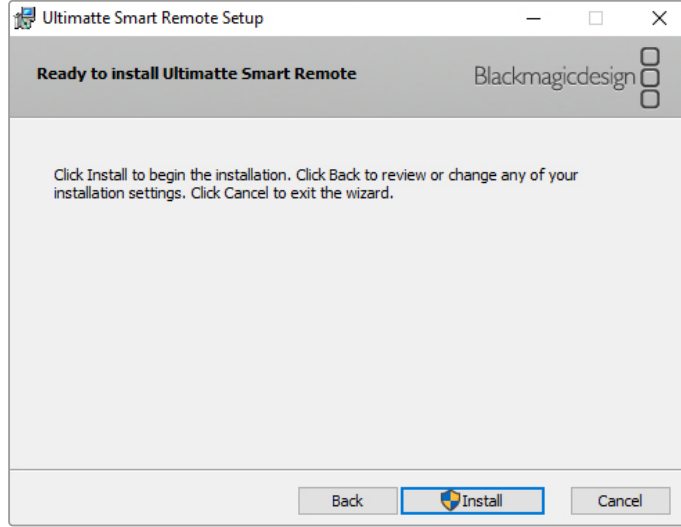 Ultimatte Smart Remote Setup
Ready to install Ultimatte Smart Remote
Blackmagicdesign
Click Install to begin the installation. Click Back to review or change any of your
installation settings. Click Cancel to exit the wizard.
Back
Install
Cancel